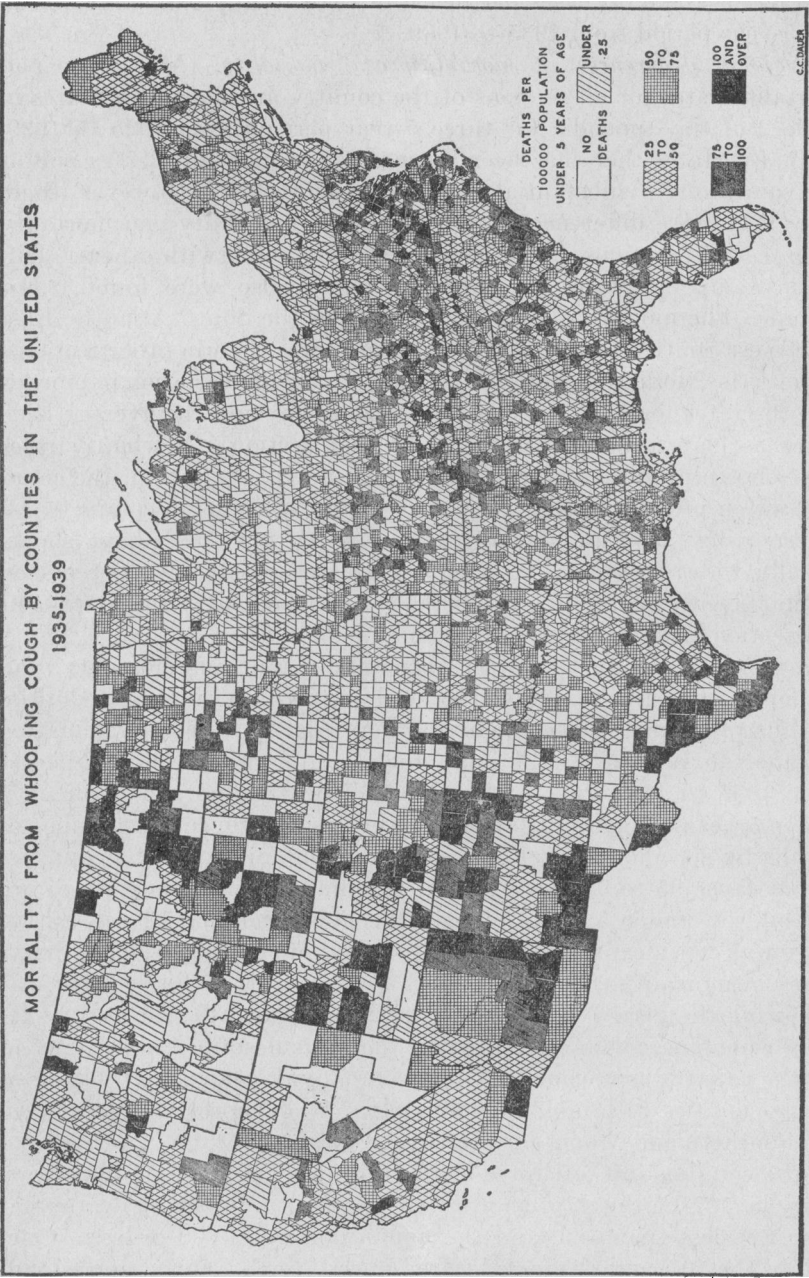 MORTALITY FROM WHOOPING COUGH BY COUNTIES IN THE UNITED STATES
1935-1939
DEATHS PER
100000 POPULATION
UNDER 5 YEARS OF AGE
NO
DEATHS
UNDER
25
25
TO
50
50
TO
75
75
TO
100
100
AND
OVER
C.C. DAUER